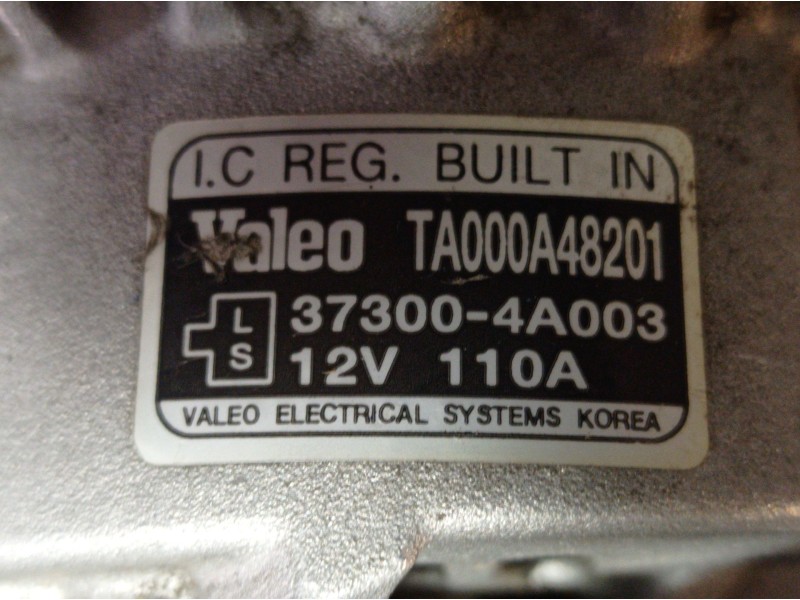 I.C REG. BUILT IN
Valeo TA000A48201
L 37300-4A003
S 12V 110A
VALEO ELECTRICAL SYSTEMS KOREA